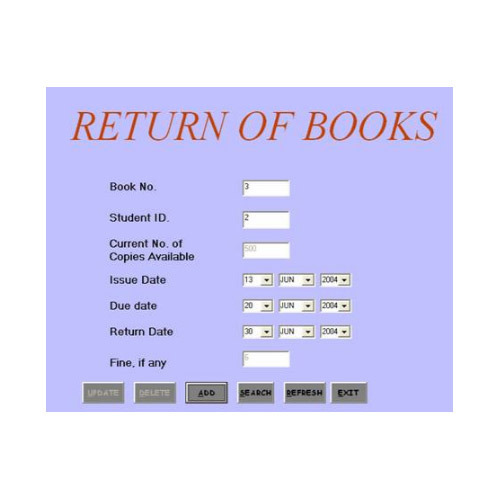 RETURN OF BOOKS
Book No. 3
Student ID. 2
Current No. of
Copies Available 500
Issue Date 13 JUN 2004
Due date 20 JUN 2004
Return Date 30 JUN 2004
Fine, if any 5
UPDATE DELETE ADD SEARCH REFRESH EXIT